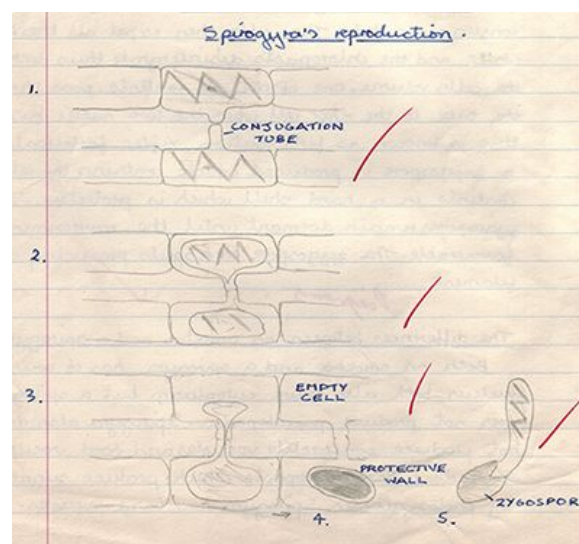 Spirogyra's reproduction.
1.
CONJUGATION
TUBE
2.
3.
EMPTY
CELL
PROTECTIVE
WALL
4.
5.
ZYGOSPOR